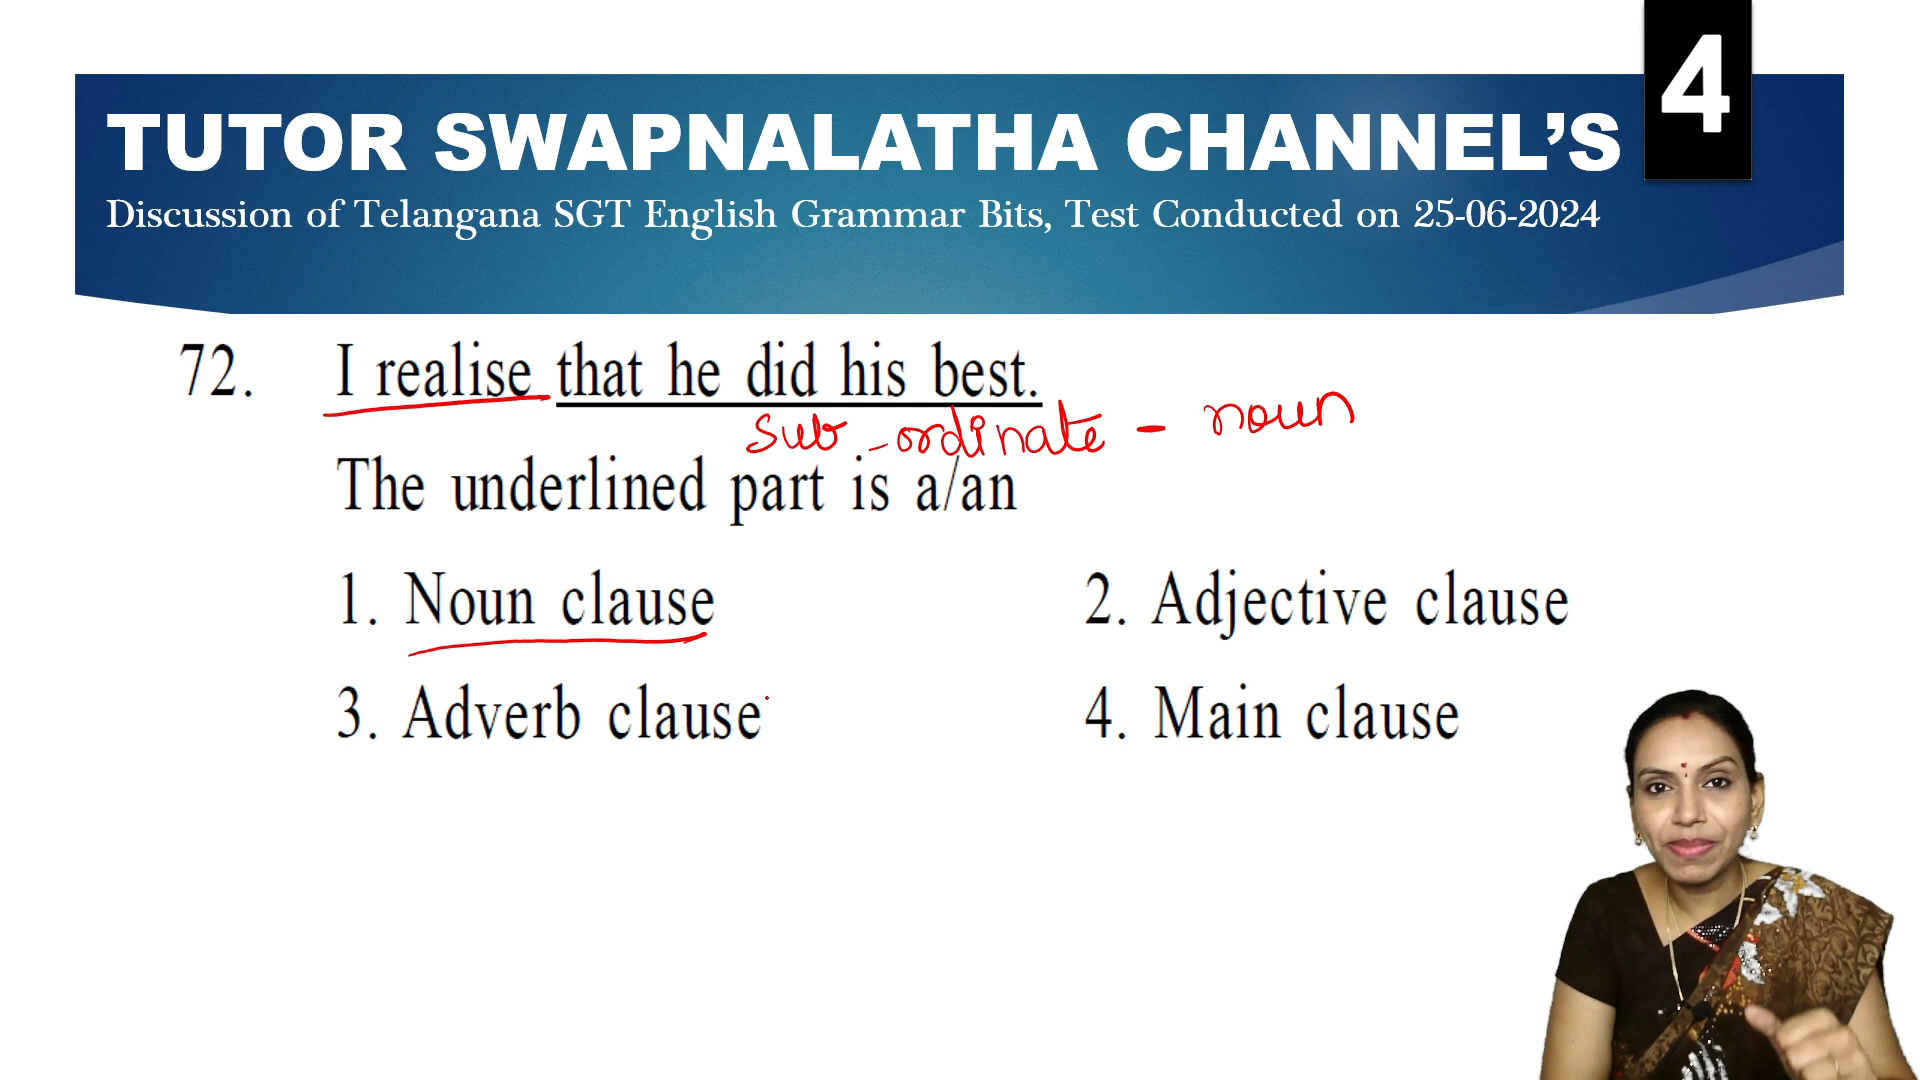 4
TUTOR SWAPNALATHA CHANNEL’S
Discussion of Telangana SGT English Grammar Bits, Test Conducted on 25-06-2024
72. I realise that he did his best.
sub-ordinate - noun
The underlined part is a/an
1. Noun clause 2. Adjective clause
3. Adverb clause 4. Main clause